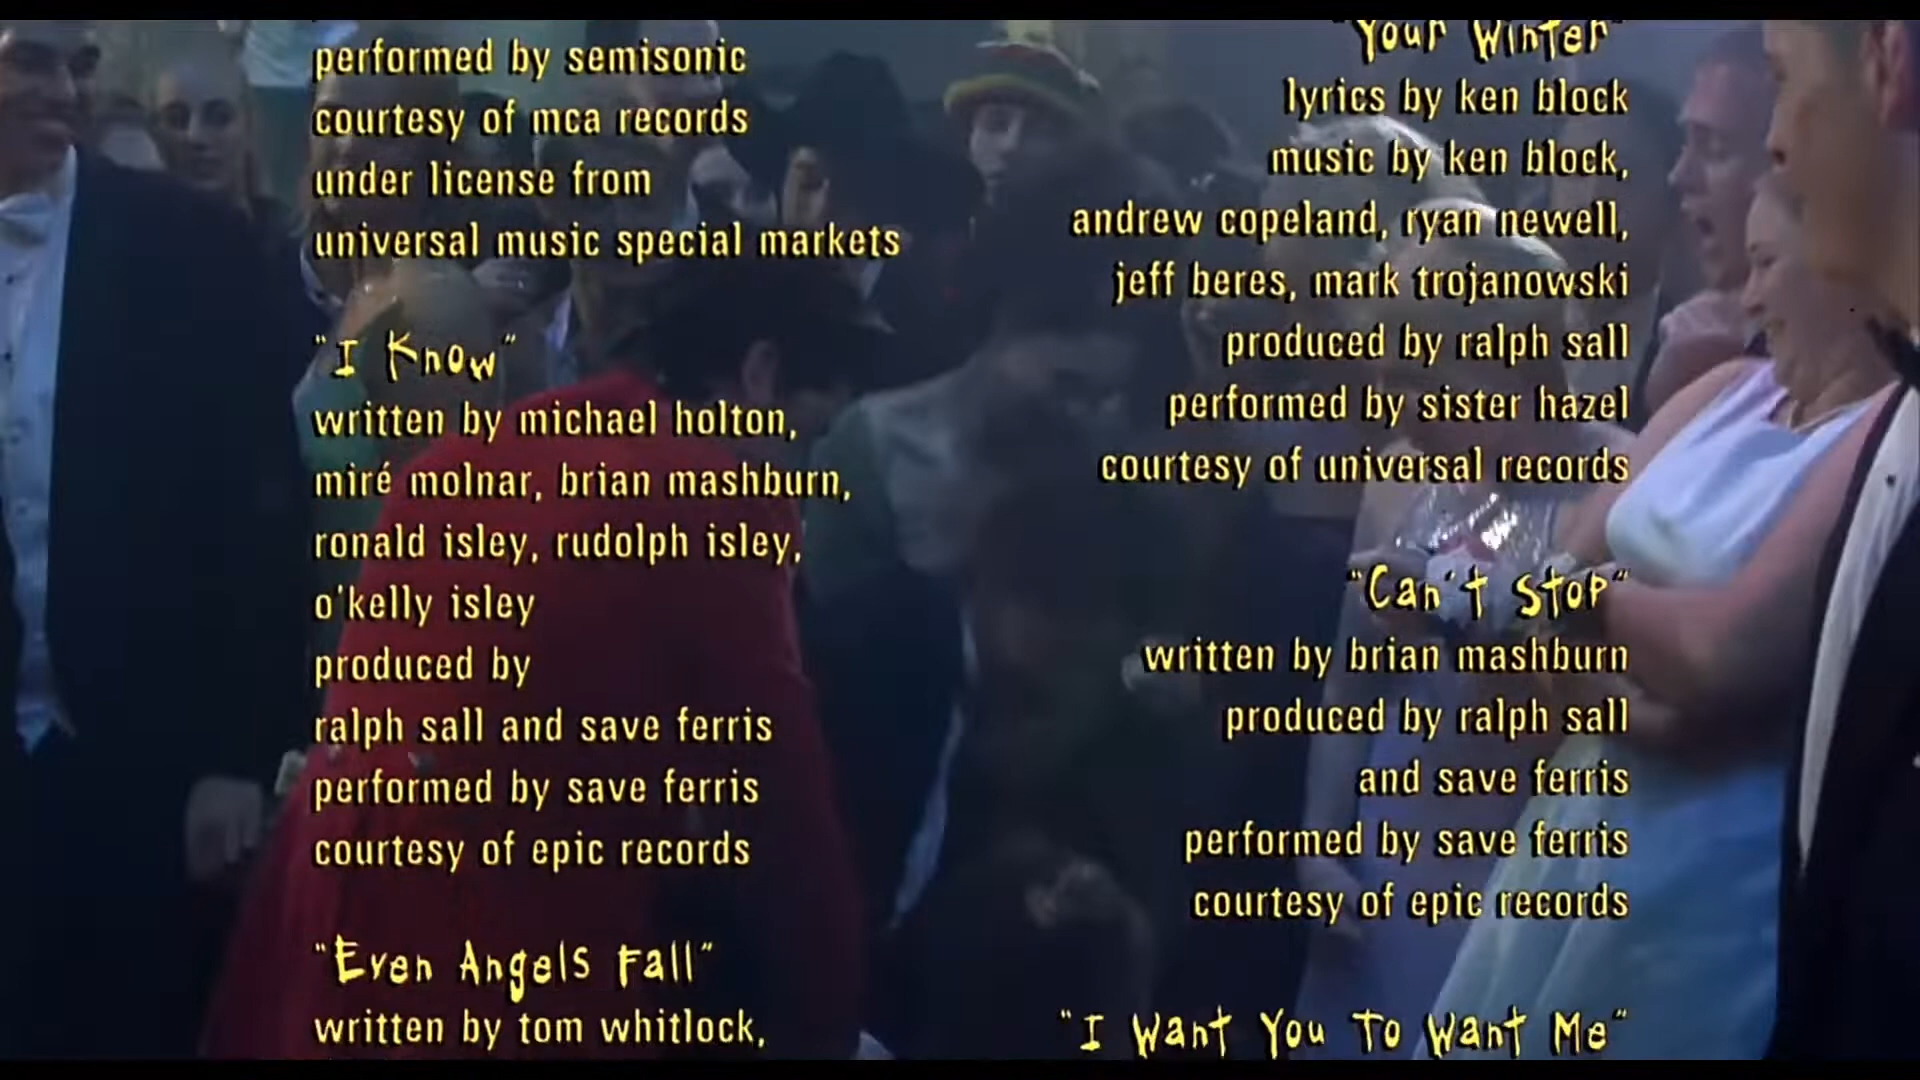 performed by semisonic
courtesy of mca records
under license from
universal music special markets
"I Know"
written by michael holton,
miré molnar, brian mashburn,
ronald isley, rudolph isley,
o'kelly isley
produced by
ralph sall and save ferris
performed by save ferris
courtesy of epic records
"Even Angels Fall"
written by tom whitlock,
"Your Winter"
lyrics by ken block
music by ken block,
andrew copeland, ryan newell,
jeff beres, mark trojanowski
produced by ralph sall
performed by sister hazel
courtesy of universal records
"Can't Stop"
written by brian mashburn
produced by ralph sall
and save ferris
performed by save ferris
courtesy of epic records
"I Want You To Want Me"